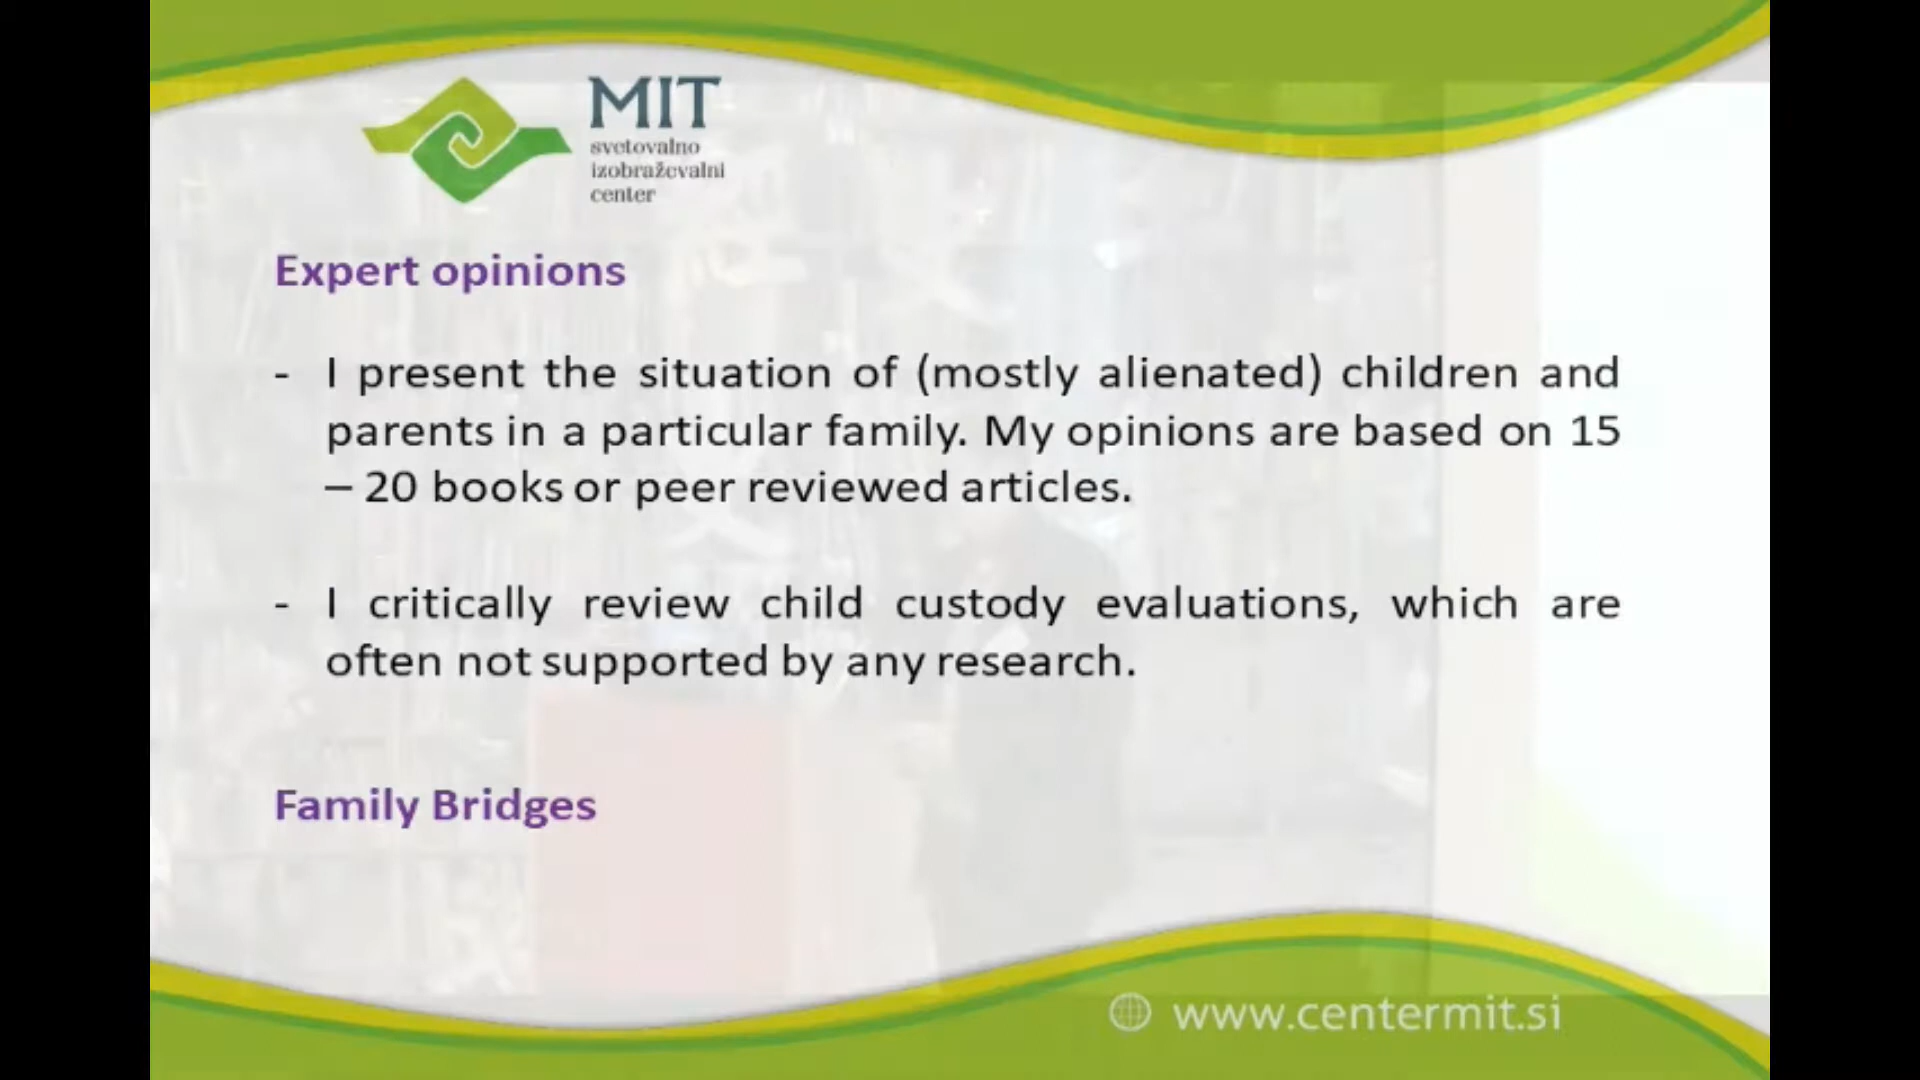 MIT
svetovalno
izobraževalni
center
Expert opinions
- I present the situation of (mostly alienated) children and
parents in a particular family. My opinions are based on 15
– 20 books or peer reviewed articles.
- I critically review child custody evaluations, which are
often not supported by any research.
Family Bridges
www.centermit.si